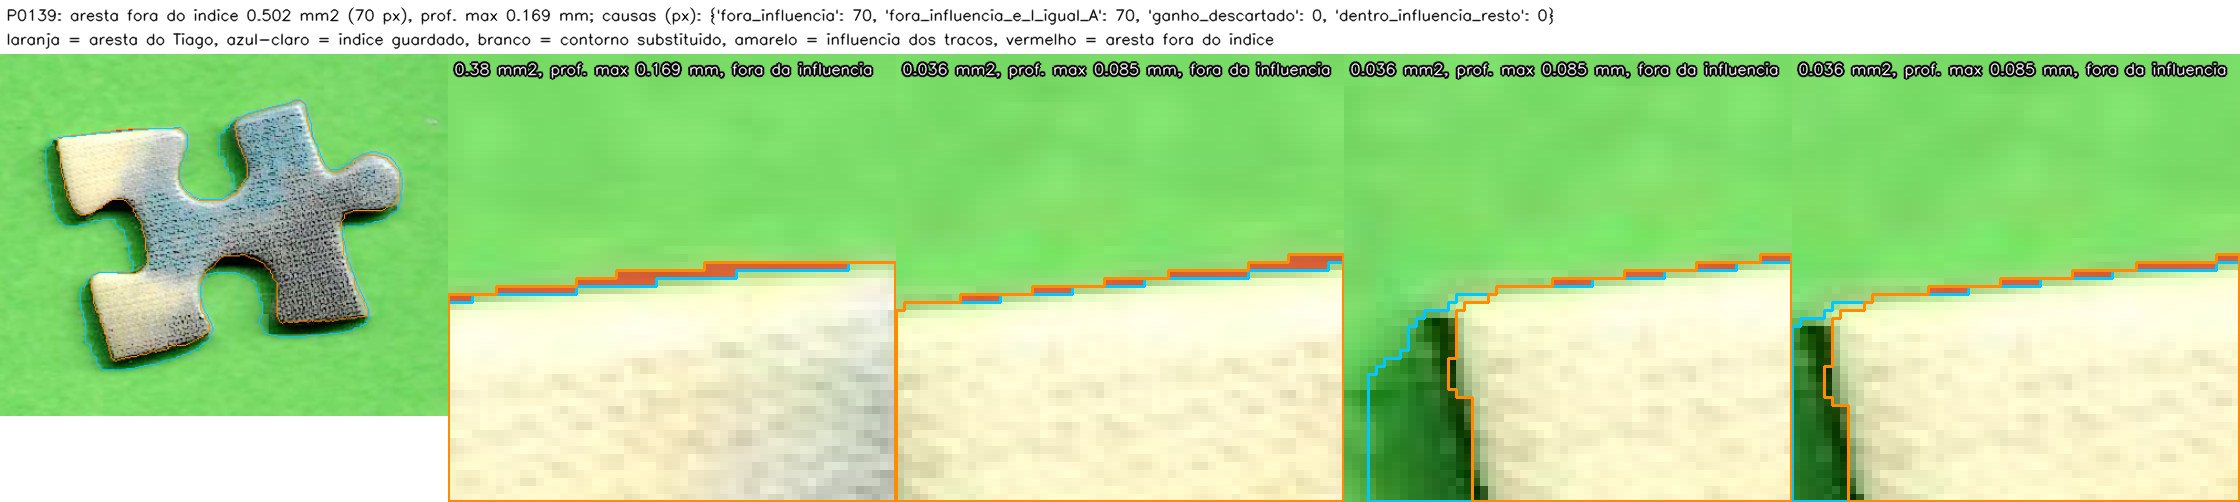 P0139: aresta fora do indice 0.502 mm2 (70 px), prof. max 0.169 mm; causas (px): {'fora_influencia': 70, 'fora_influencia_e_I_igual_A': 70, 'ganho_descartado': 0, 'dentro_influencia_resto': 0}
laranja = aresta do Tiago, azul-claro = indice guardado, branco = contorno substituido, amarelo = influencia dos tracos, vermelho = aresta fora do indice
0.38 mm2, prof. max 0.169 mm, fora da influencia
0.036 mm2, prof. max 0.085 mm, fora da influencia
0.036 mm2, prof. max 0.085 mm, fora da influencia
0.036 mm2, prof. max 0.085 mm, fora da influencia